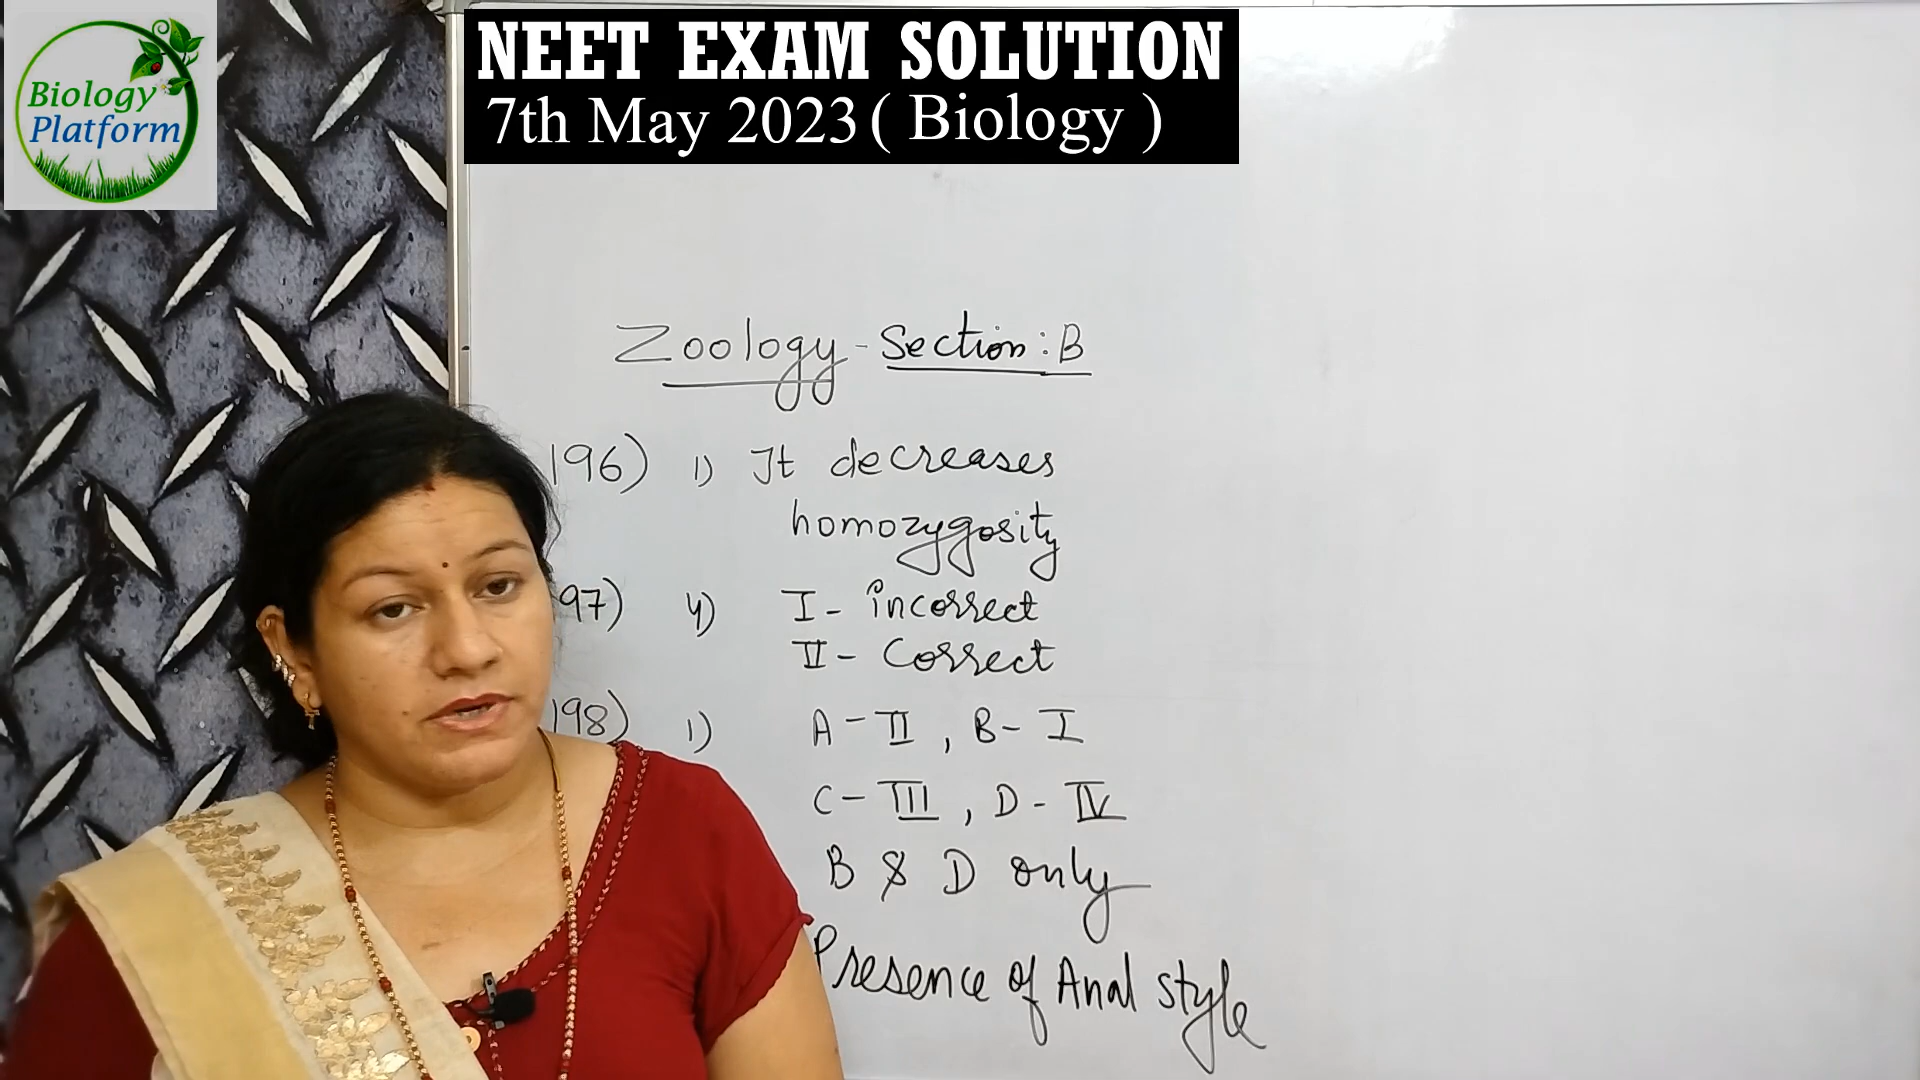 Biology
Platform
NEET EXAM SOLUTION
7th May 2023 ( Biology )
Zoology - Section : B
196) 1) It decreases
homozygosity
97) 4) I - incorrect
II - Correct
198) 1) A - II , B - I
C - III , D - IV
B & D only
Presence of Anal style